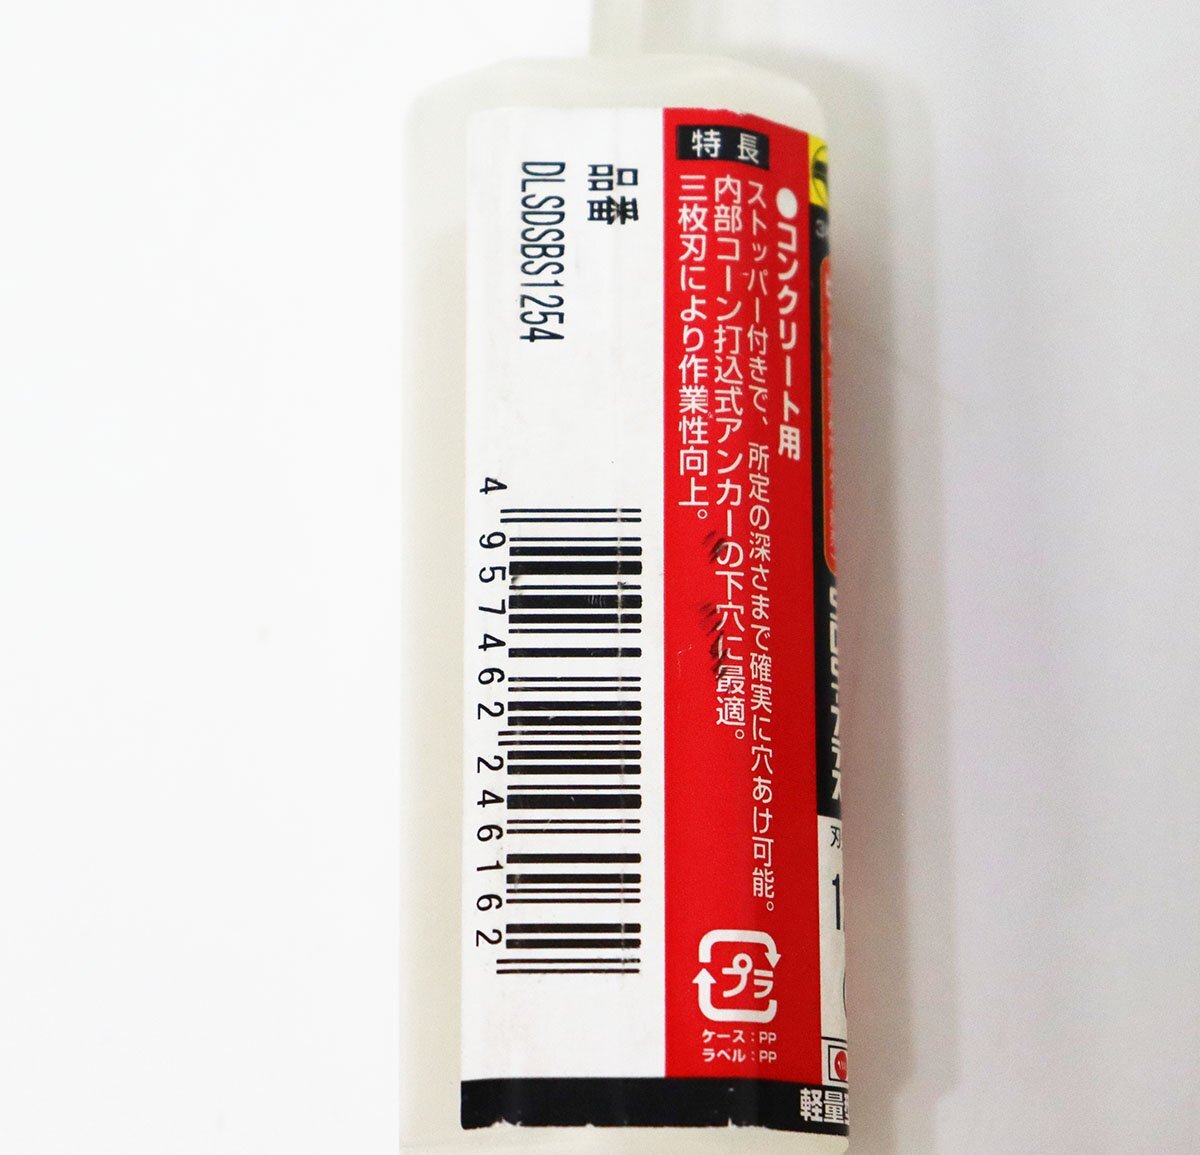 特長
●コンクリート用
ストッパー付きで、所定の深さまで確実に穴あけ可能。
内部コーン打込式アンカーの下穴に最適。
三枚刃により作業性向上。
品番
DLSDSBS1254
4 957462 246162
プラ
ケース：PP
ラベル：PP
軽量